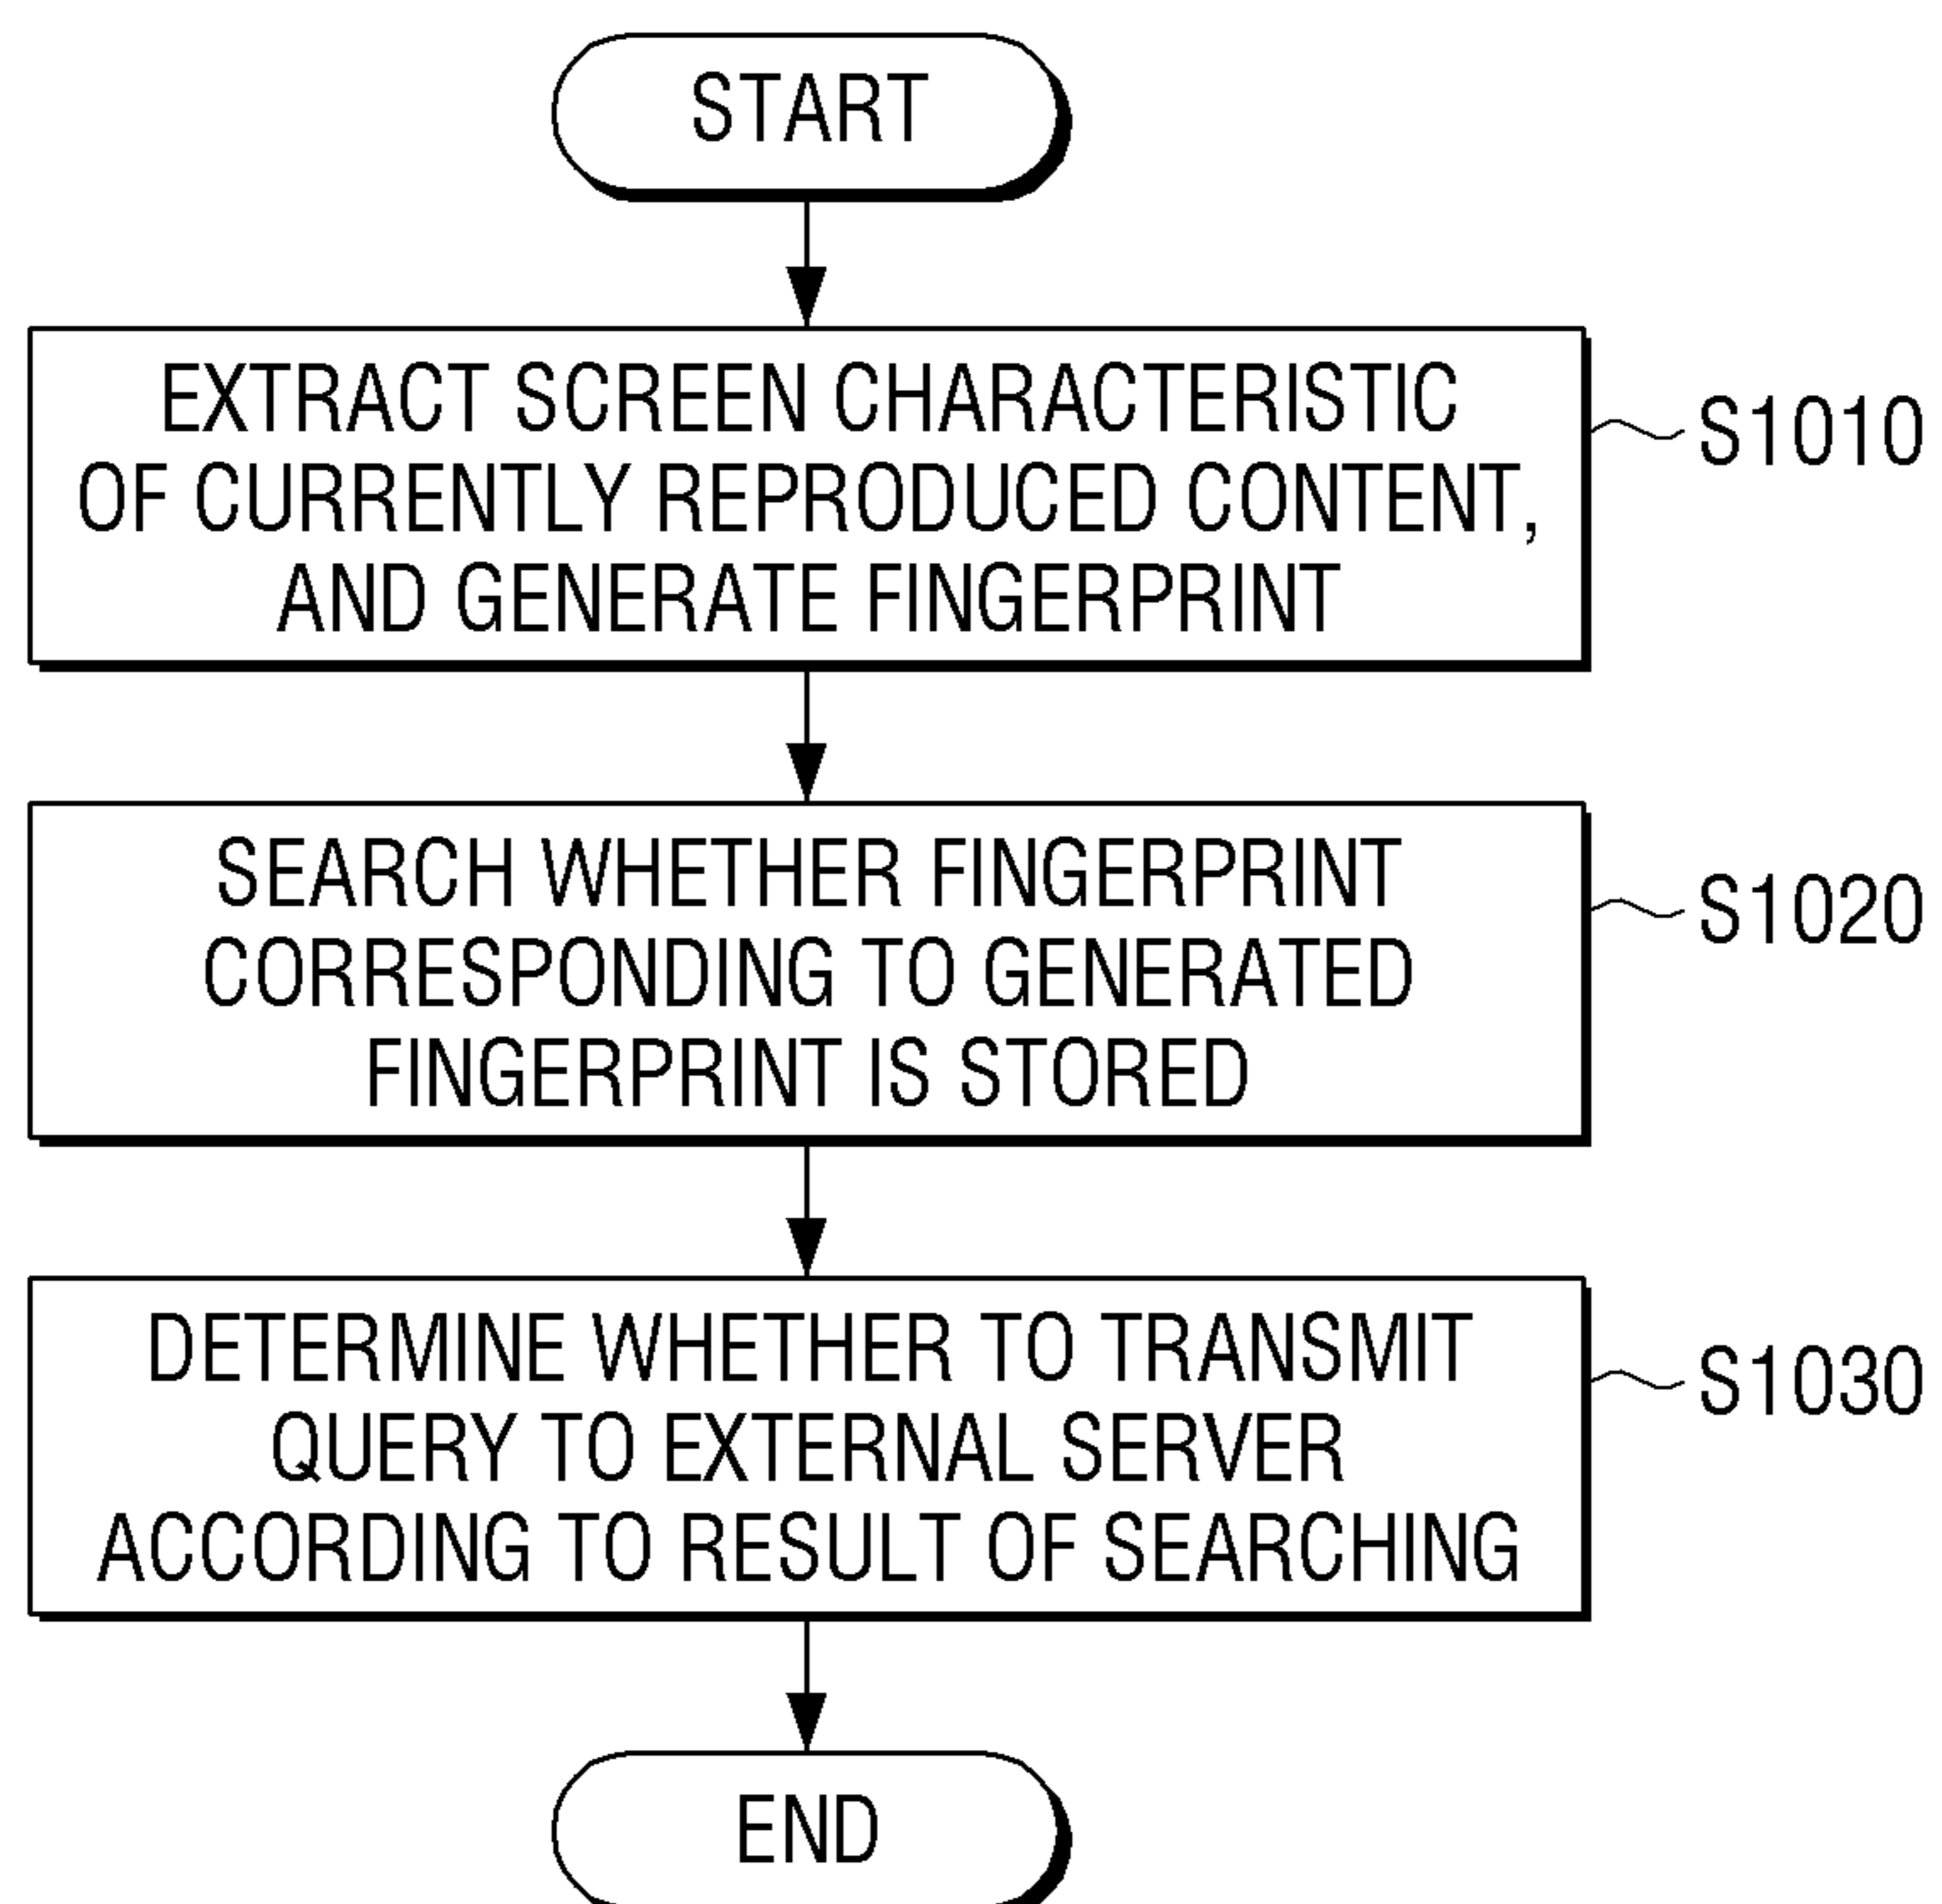 START
EXTRACT SCREEN CHARACTERISTIC
OF CURRENTLY REPRODUCED CONTENT,
AND GENERATE FINGERPRINT
S1010
SEARCH WHETHER FINGERPRINT
CORRESPONDING TO GENERATED
FINGERPRINT IS STORED
S1020
DETERMINE WHETHER TO TRANSMIT
QUERY TO EXTERNAL SERVER
ACCORDING TO RESULT OF SEARCHING
S1030
END